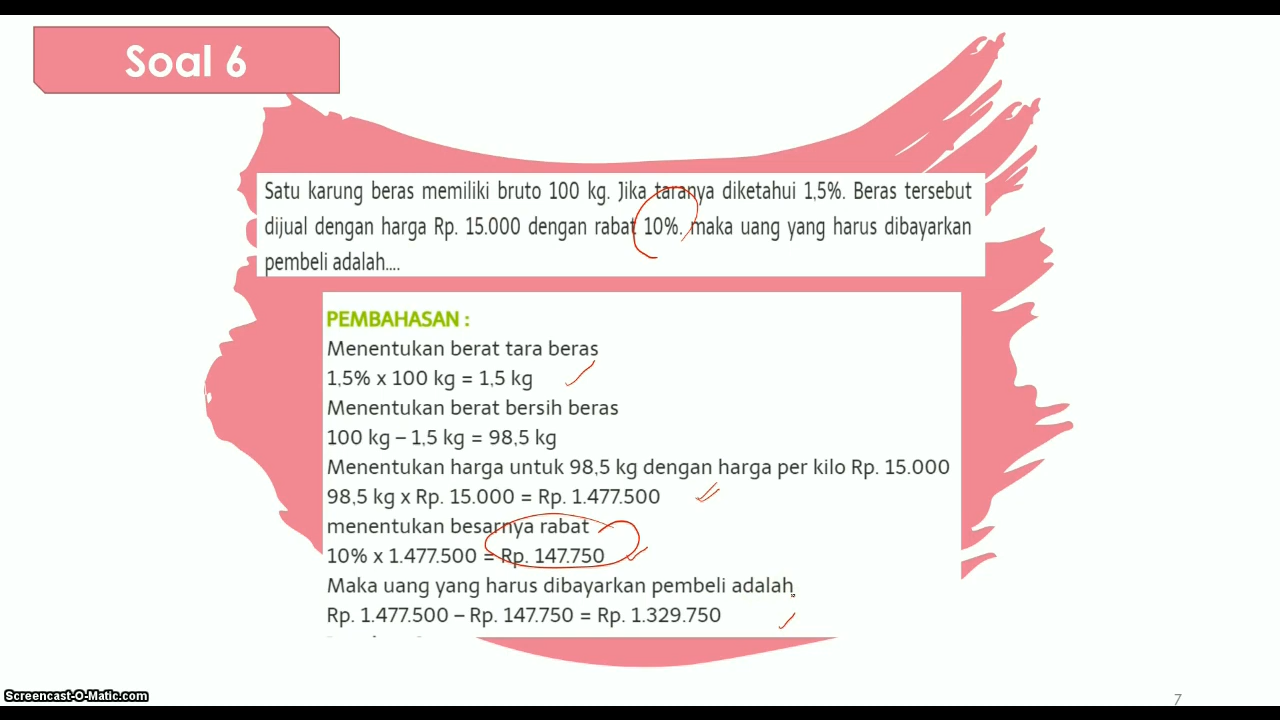 Soal 6
Satu karung beras memiliki bruto 100 kg. Jika taranya diketahui 1,5%. Beras tersebut
dijual dengan harga Rp. 15.000 dengan rabat 10%. maka uang yang harus dibayarkan
pembeli adalah....
PEMBAHASAN :
Menentukan berat tara beras
1,5% x 100 kg = 1,5 kg
Menentukan berat bersih beras
100 kg – 1,5 kg = 98,5 kg
Menentukan harga untuk 98,5 kg dengan harga per kilo Rp. 15.000
98,5 kg x Rp. 15.000 = Rp. 1.477.500
menentukan besarnya rabat
10% x 1.477.500 = Rp. 147.750
Maka uang yang harus dibayarkan pembeli adalah
Rp. 1.477.500 – Rp. 147.750 = Rp. 1.329.750
Screencast-O-Matic.com
7